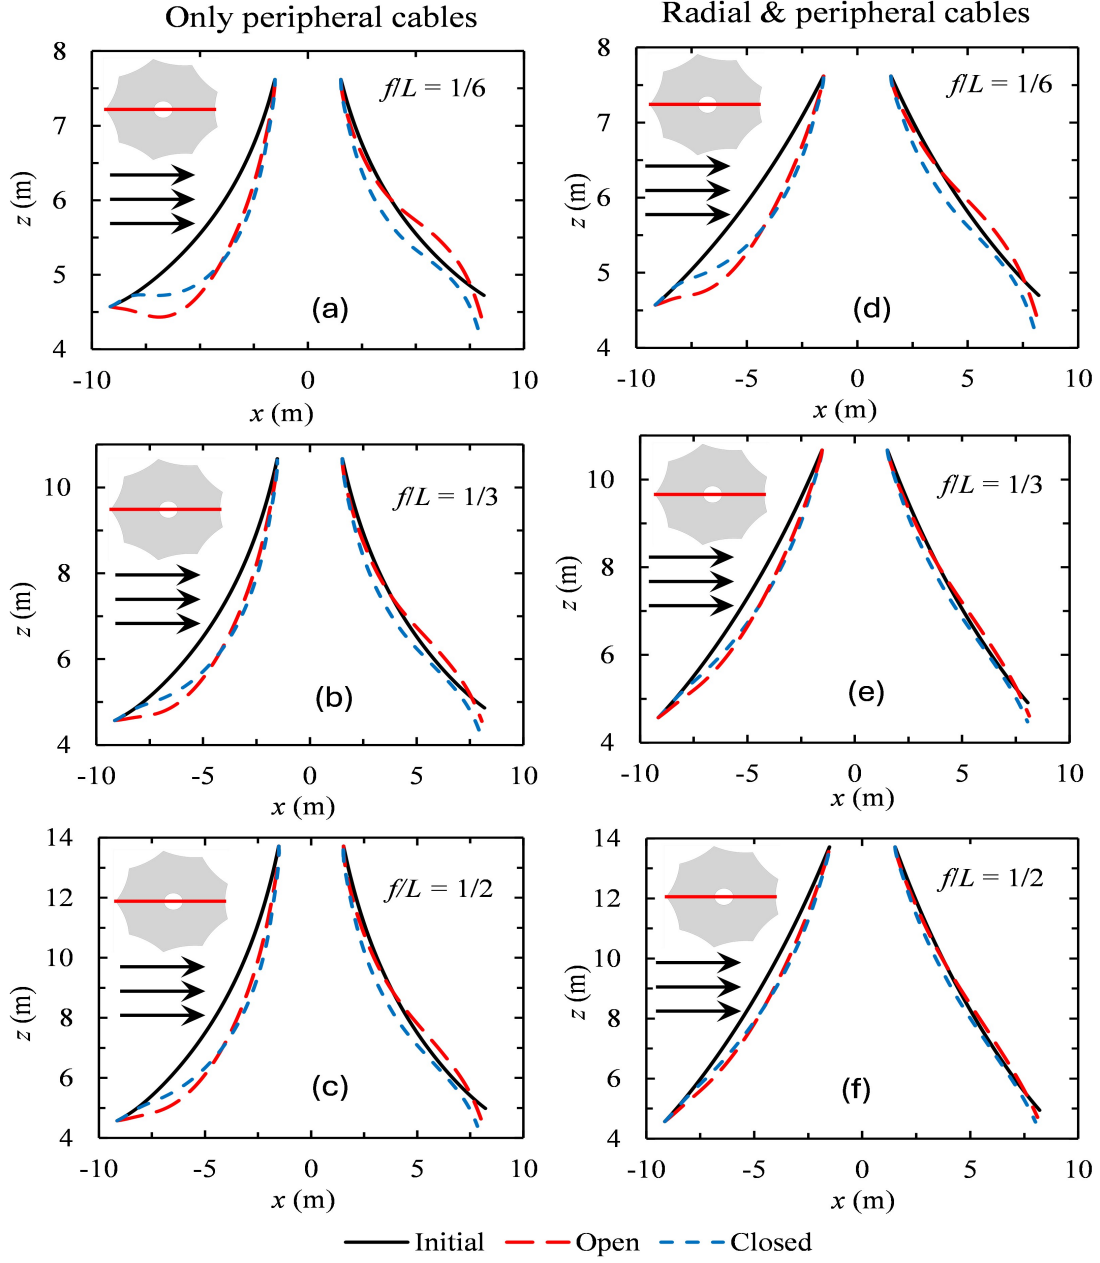 Only peripheral cables
Radial & peripheral cables
8
7
6
5
4
z (m)
f/L = 1/6
(a)
-10
-5
0
5
10
x (m)
8
7
6
5
4
z (m)
f/L = 1/6
(d)
-10
-5
0
5
10
x (m)
10
8
6
4
z (m)
f/L = 1/3
(b)
-10
-5
0
5
10
x (m)
10
8
6
4
z (m)
f/L = 1/3
(e)
-10
-5
0
5
10
x (m)
14
12
10
8
6
4
z (m)
f/L = 1/2
(c)
-10
-5
0
5
10
x (m)
14
12
10
8
6
4
z (m)
f/L = 1/2
(f)
-10
-5
0
5
10
x (m)
Initial Open Closed